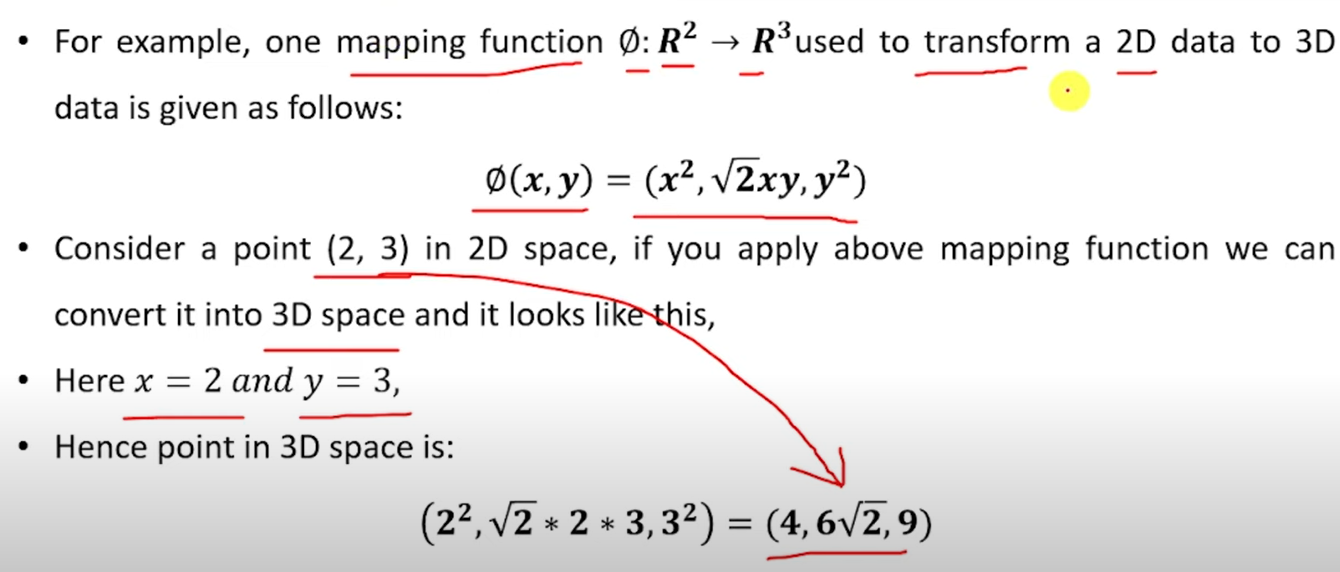 • For example, one mapping function ∅: R² → R³used to transform a 2D data to 3D
data is given as follows:
∅(x, y) = (x², √2xy, y²)
• Consider a point (2, 3) in 2D space, if you apply above mapping function we can
convert it into 3D space and it looks like this,
• Here x = 2 and y = 3,
• Hence point in 3D space is:
(2², √2 * 2 * 3, 3²) = (4, 6√2, 9)